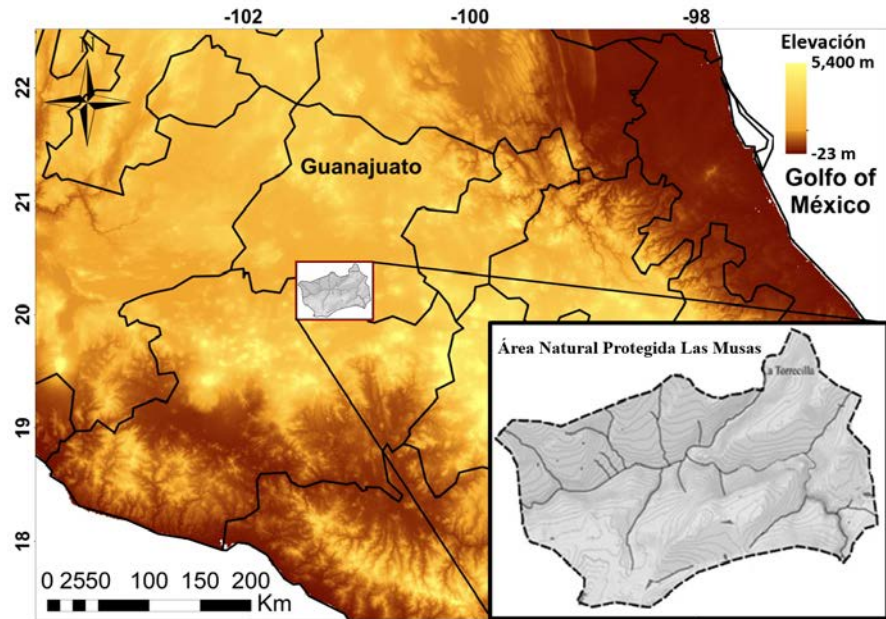 -102 -100 -98
22
21
20
19
18
N
Elevación
5,400 m
-23 m
Golfo of
México
Guanajuato
Área Natural Protegida Las Musas
a Torrecilla
0 2550 100 150 200
Km